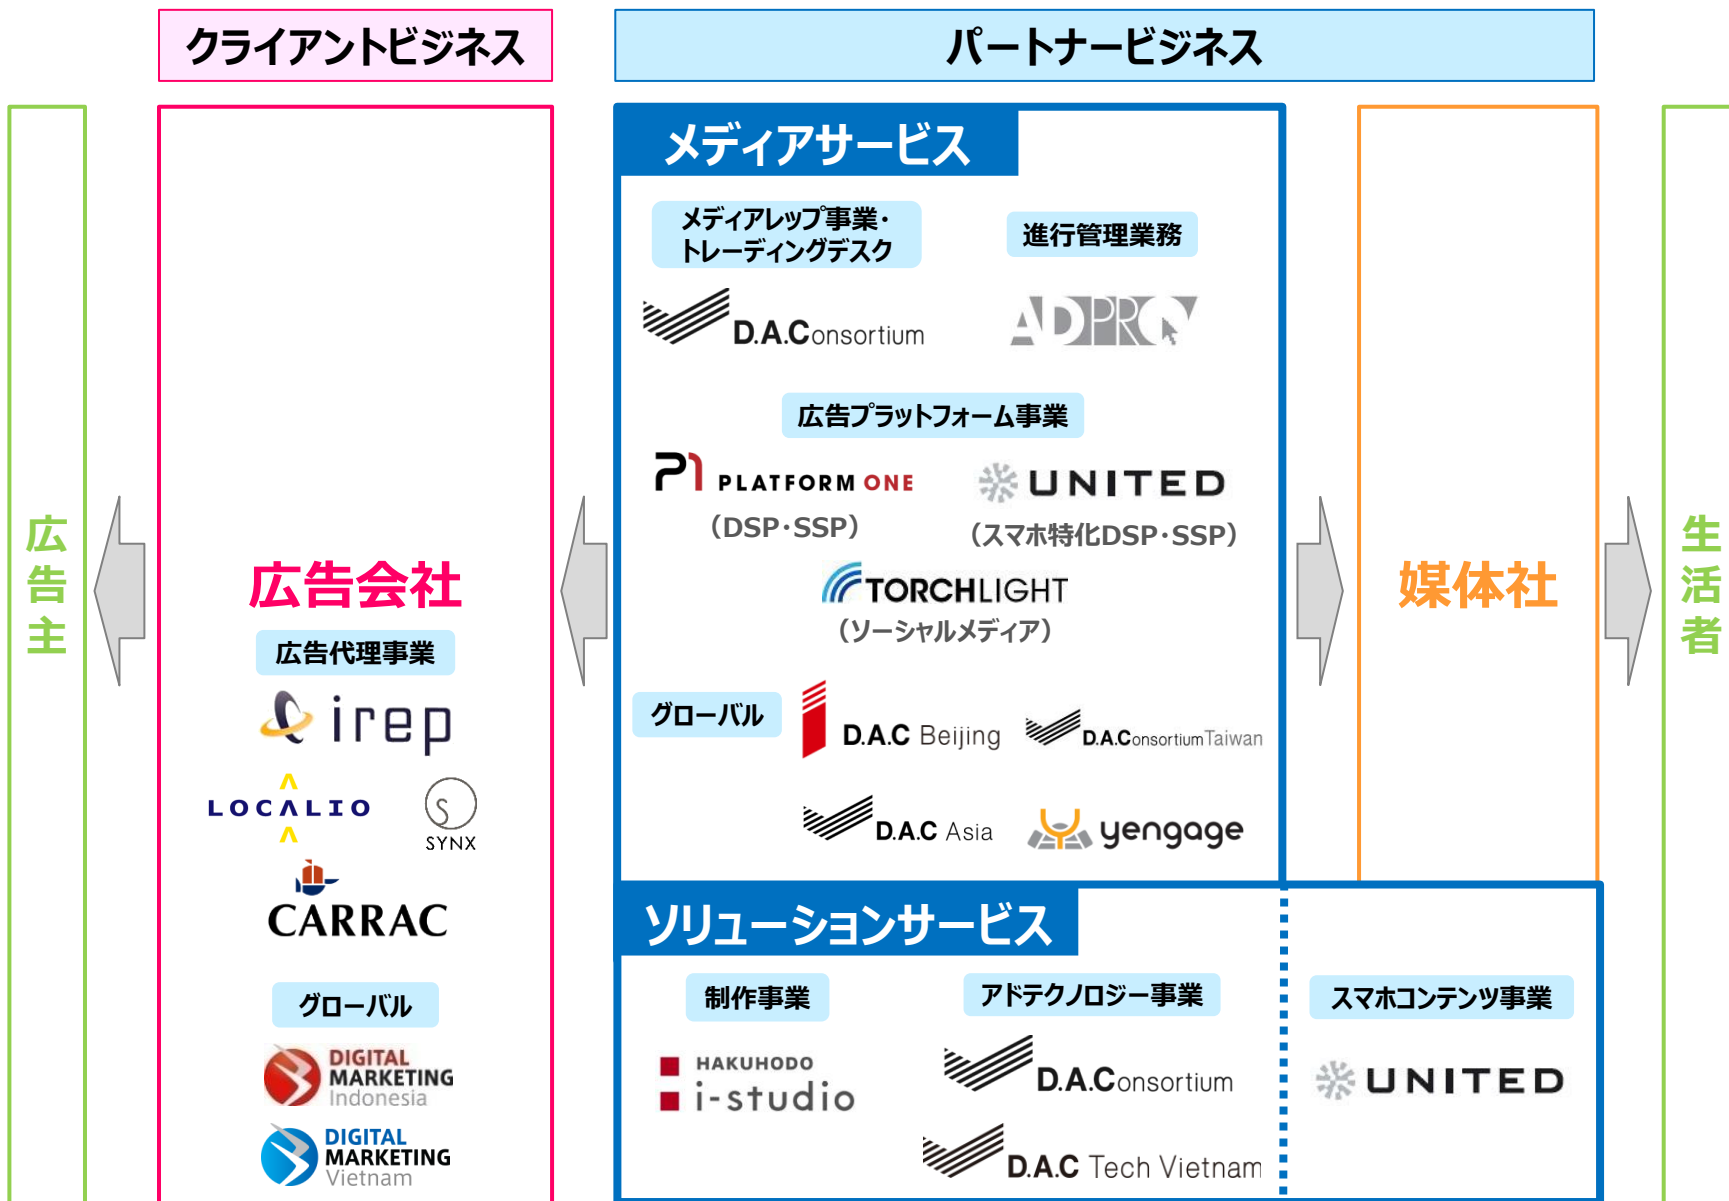 クライアントビジネス
パートナービジネス
広告主
広告会社
広告代理事業
irep
LOCALIO
S
SYNX
CARRAC
グローバル
DIGITAL
MARKETING
Indonesia
DIGITAL
MARKETING
Vietnam
メディアサービス
メディアレップ事業・
トレーディングデスク
D.A.Consortium
進行管理業務
ADPRO
広告プラットフォーム事業
P1 PLATFORM ONE
（DSP・SSP）
UNITED
（スマホ特化DSP・SSP）
TORCHLIGHT
（ソーシャルメディア）
グローバル
D.A.C Beijing
D.A.ConsortiumTaiwan
D.A.C Asia
yengage
ソリューションサービス
制作事業
HAKUHODO
i-studio
アドテクノロジー事業
D.A.Consortium
D.A.C Tech Vietnam
スマホコンテンツ事業
UNITED
媒体社
生活者